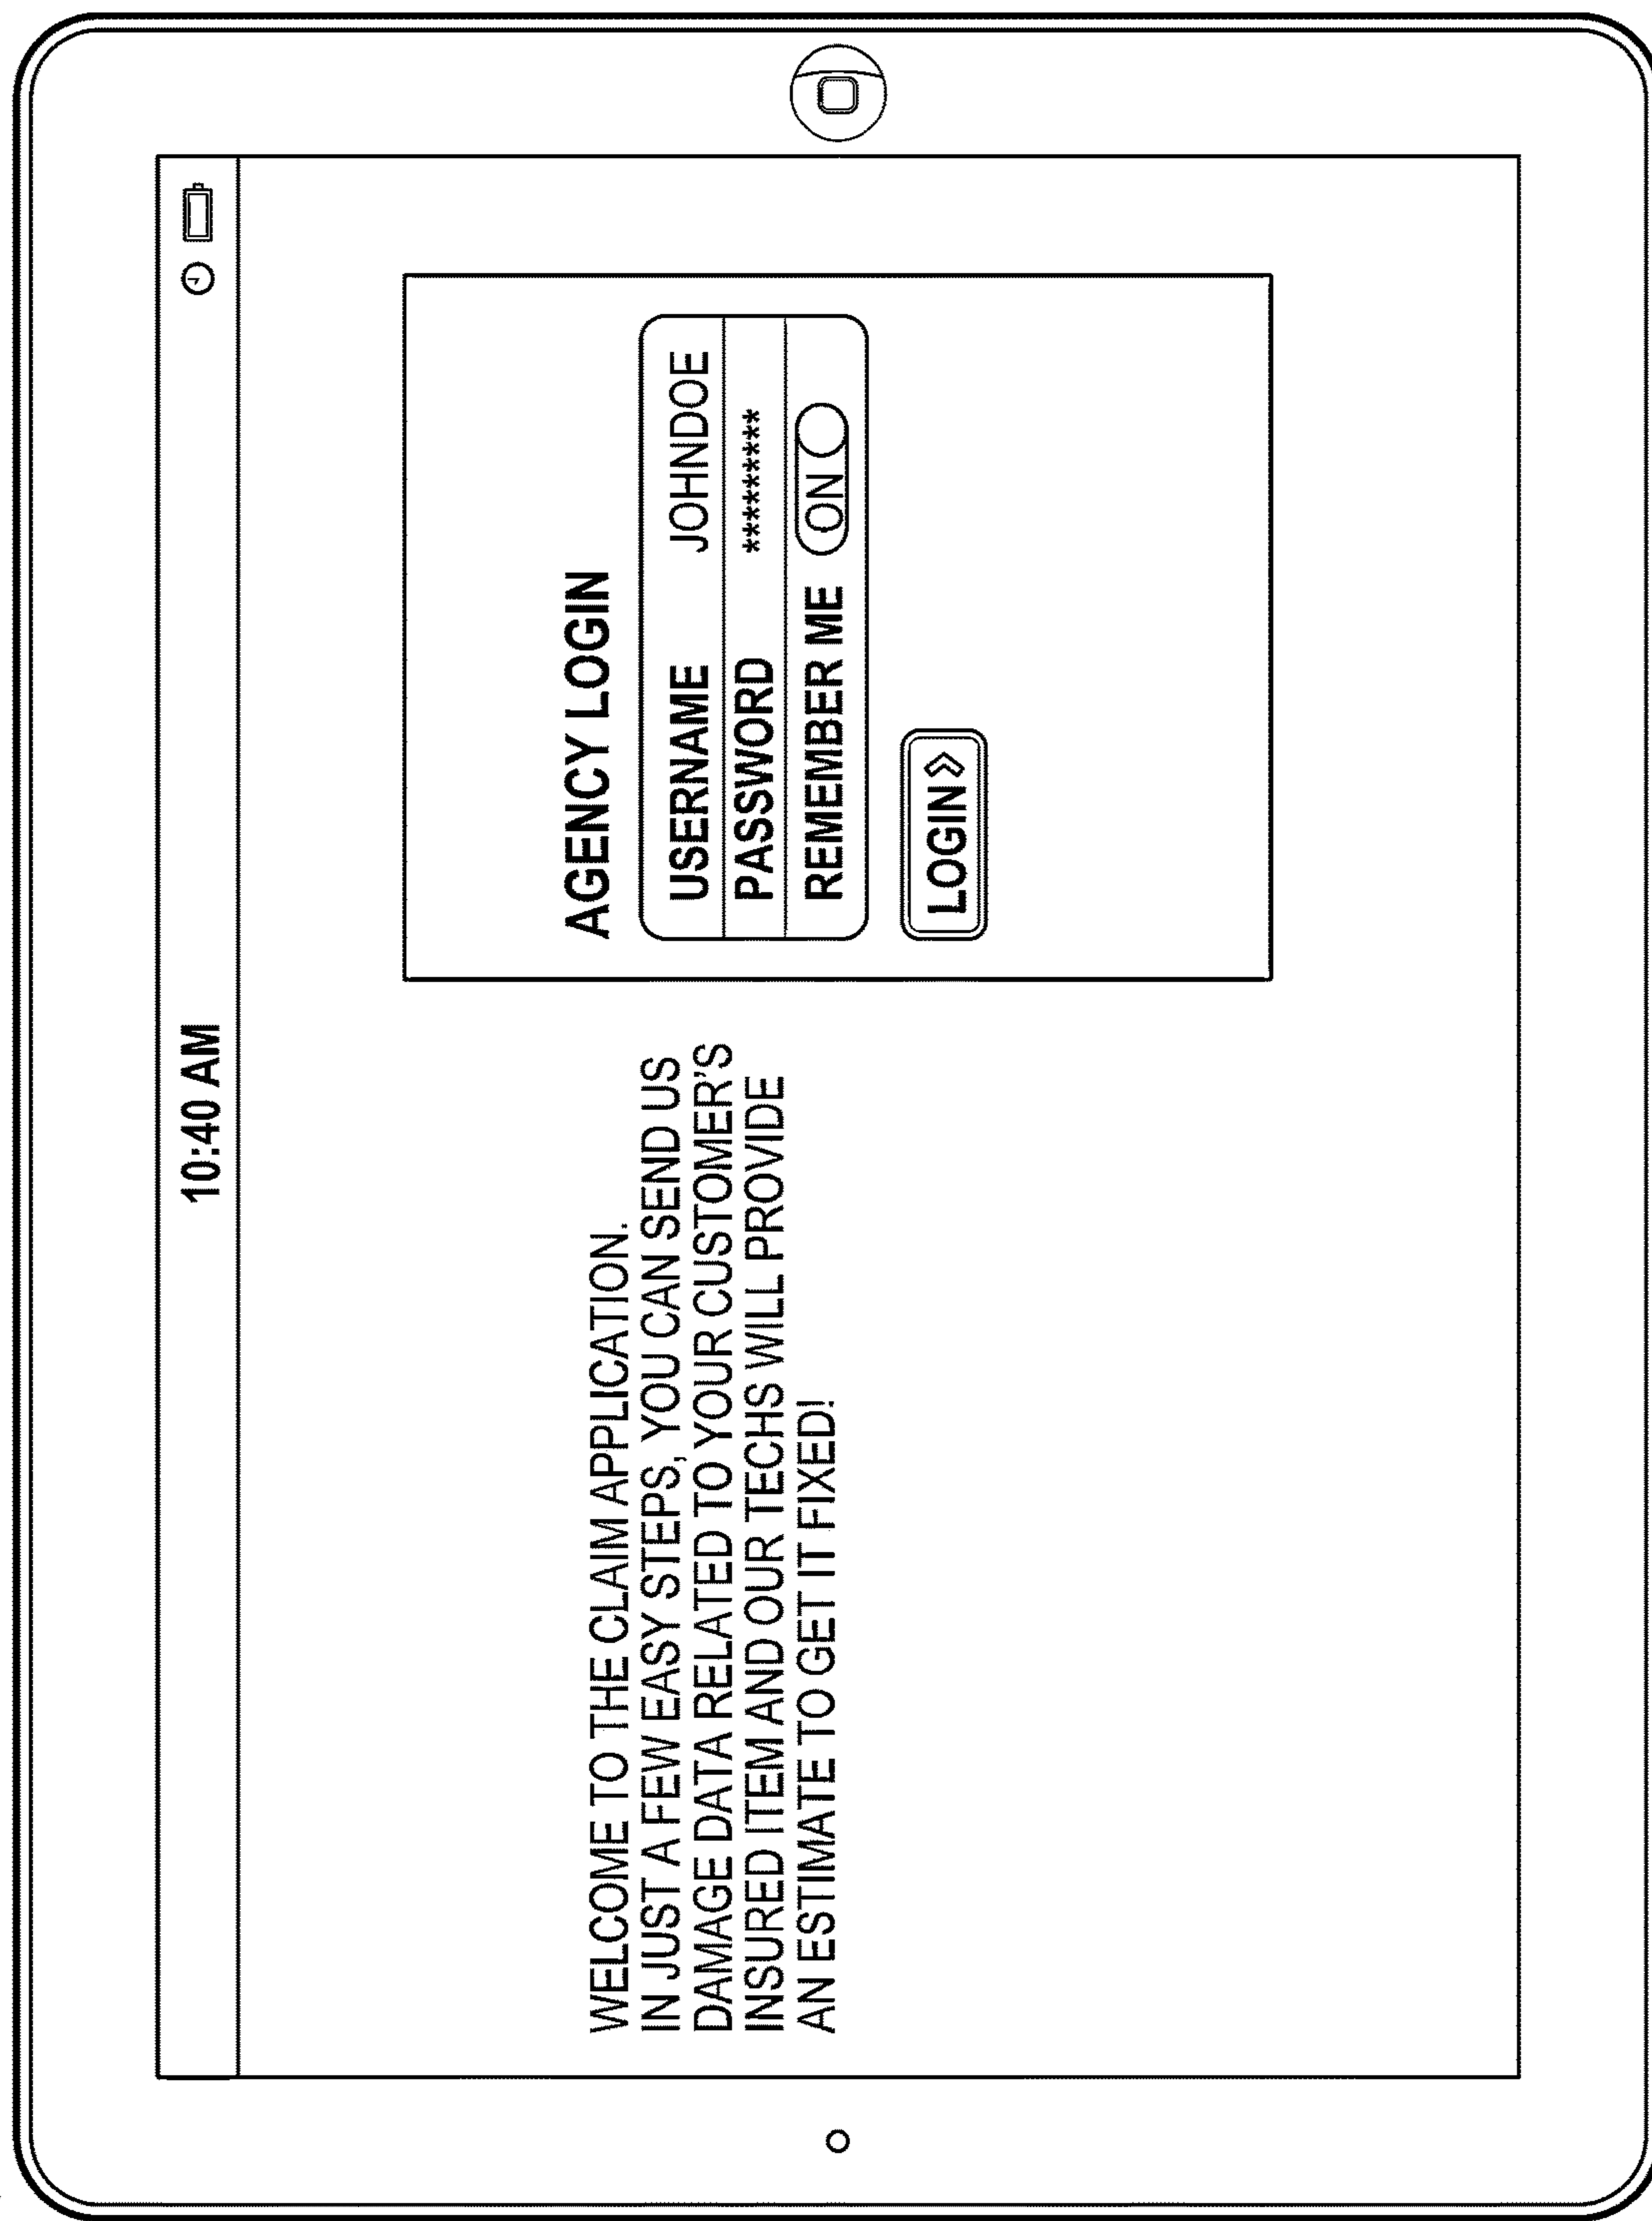 10:40 AM
WELCOME TO THE CLAIM APPLICATION.
IN JUST A FEW EASY STEPS, YOU CAN SEND US
DAMAGE DATA RELATED TO YOUR CUSTOMER'S
INSURED ITEM AND OUR TECHS WILL PROVIDE
AN ESTIMATE TO GET IT FIXED!
AGENCY LOGIN
USERNAME JOHNDOE
PASSWORD *********
REMEMBER ME ON
LOGIN »